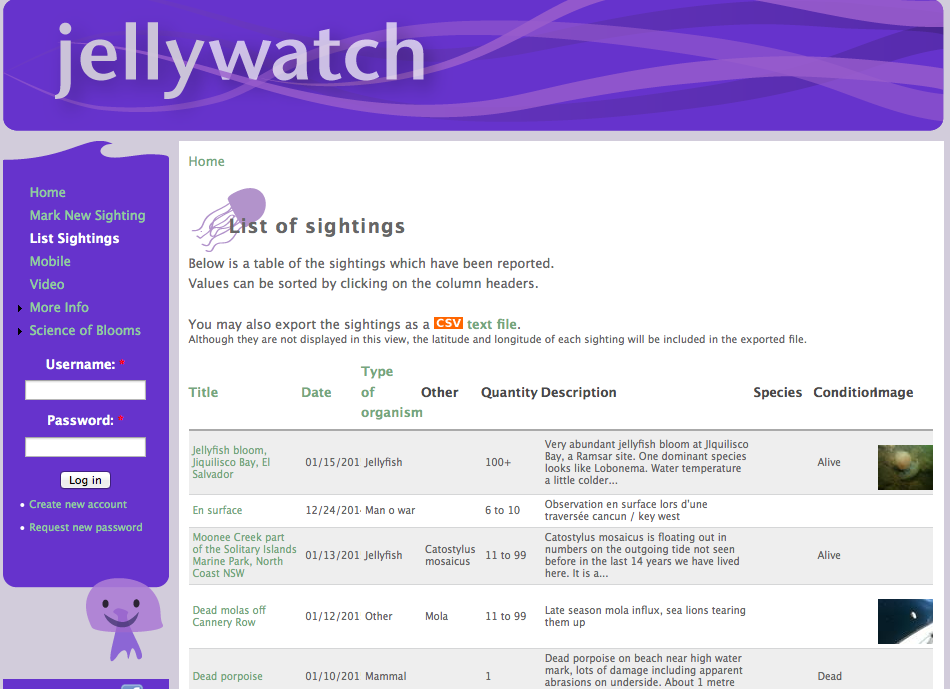 jellywatch
Home
Mark New Sighting
List Sightings
Mobile
Video
More Info
Science of Blooms
Username: *
Password: *
Log in
Create new account
Request new password
Home
List of sightings
Below is a table of the sightings which have been reported.
Values can be sorted by clicking on the column headers.
You may also export the sightings as a CSV text file.
Although they are not displayed in this view, the latitude and longitude of each sighting will be included in the exported file.
Title Date Type of organism Other Quantity Description Species Condition Image
Jellyfish bloom,
Jiquilisco Bay, El
Salvador
01/15/201 Jellyfish 100+
Very abundant jellyfish bloom at JIquilisco
Bay, a Ramsar site. One dominant species
looks like Lobonema. Water temperature
a little colder...
Alive
En surface
12/24/201 Man o war 6 to 10
Observation en surface lors d'une
traversée cancun / key west
Moonee Creek part
of the Solitary Islands
Marine Park, North
Coast NSW
01/13/201 Jellyfish
Catostylus
mosaicus
11 to 99
Catostylus mosaicus is floating out in
numbers on the outgoing tide not seen
before in the last 14 years we have lived
here. It is a...
Alive
Dead molas off
Cannery Row
01/12/201 Other Mola 11 to 99
Late season mola influx, sea lions tearing
them up
Dead porpoise
01/10/201 Mammal 1
Dead porpoise on beach near high water
mark, lots of damage including apparent
abrasions on underside. About 1 metre
Dead